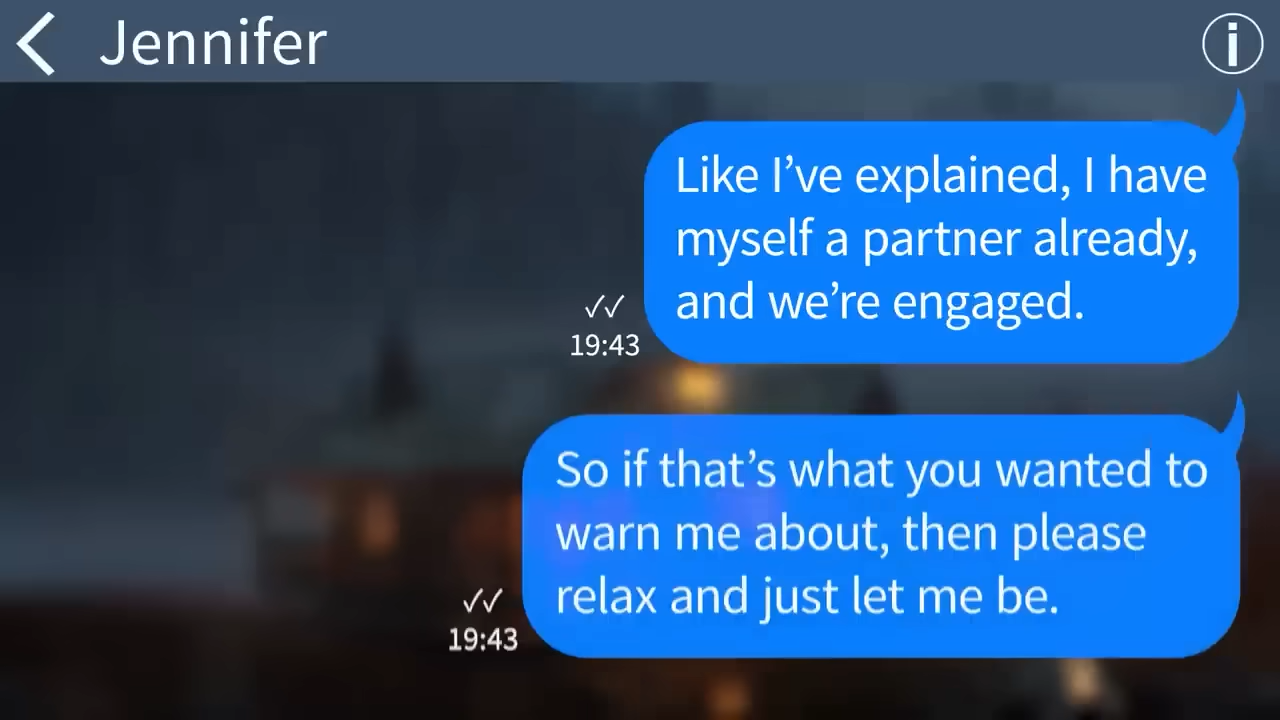 Jennifer
Like I’ve explained, I have
myself a partner already,
and we’re engaged.
✓✓
19:43
So if that’s what you wanted to
warn me about, then please
relax and just let me be.
✓✓
19:43